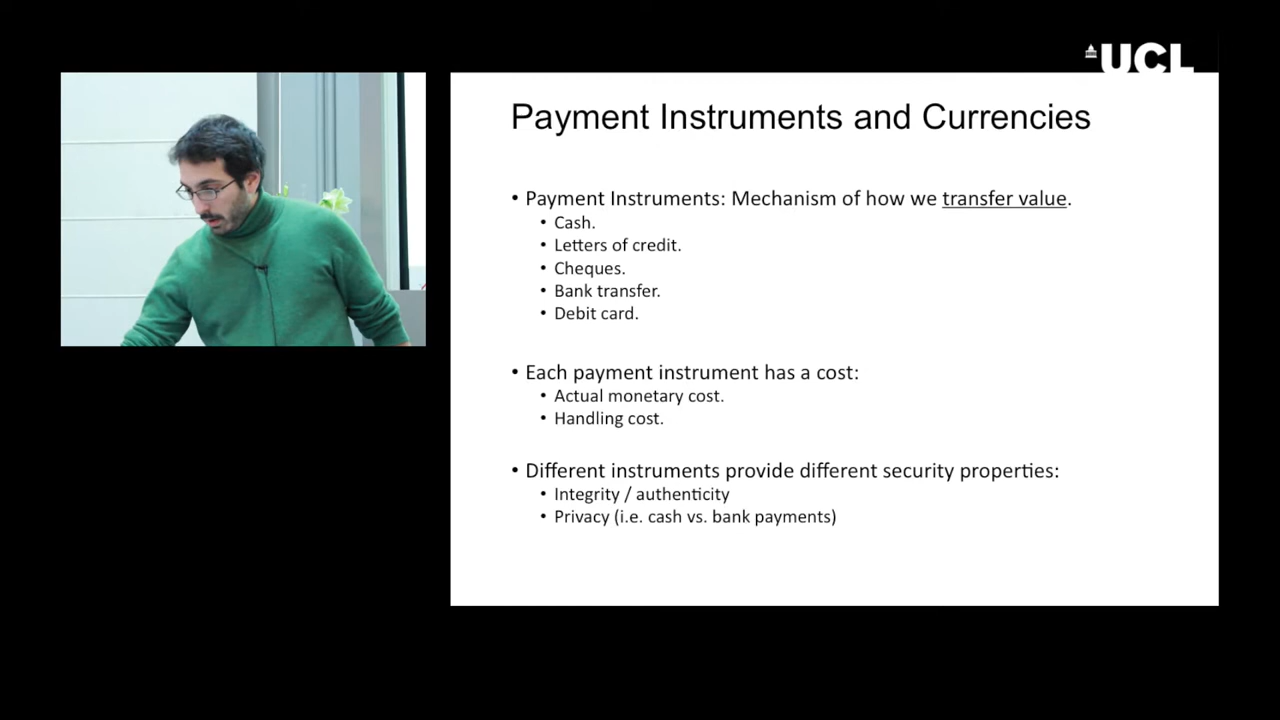 UCL
Payment Instruments and Currencies
• Payment Instruments: Mechanism of how we transfer value.
• Cash.
• Letters of credit.
• Cheques.
• Bank transfer.
• Debit card.
• Each payment instrument has a cost:
• Actual monetary cost.
• Handling cost.
• Different instruments provide different security properties:
• Integrity / authenticity
• Privacy (i.e. cash vs. bank payments)